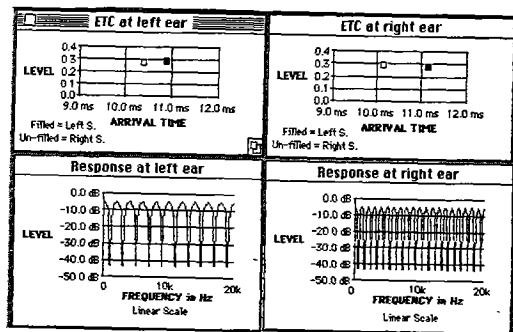 ETC at left ear
0.4
0.3
LEVEL 0.2
0.1
0.0
9.0 ms 10.0 ms 11.0 ms 12.0 ms
Filled = Left S. ARRIVAL TIME
Un-filled = Right S.
ETC at right ear
0.4
0.3
LEVEL 0.2
0.1
0.0
9.0 ms 10.0 ms 11.0 ms 12.0 ms
Filled = Left S. ARRIVAL TIME
Un-filled = Right S.
Response at left ear
0.0 dB
-10.0 dB
LEVEL -20.0 dB
-30.0 dB
-40.0 dB
-50.0 dB
0 10k 20k
FREQUENCY in Hz
Linear Scale
Response at right ear
0.0 dB
-10.0 dB
LEVEL -20.0 dB
-30.0 dB
-40.0 dB
-50.0 dB
0 10k 20k
FREQUENCY in Hz
Linear Scale